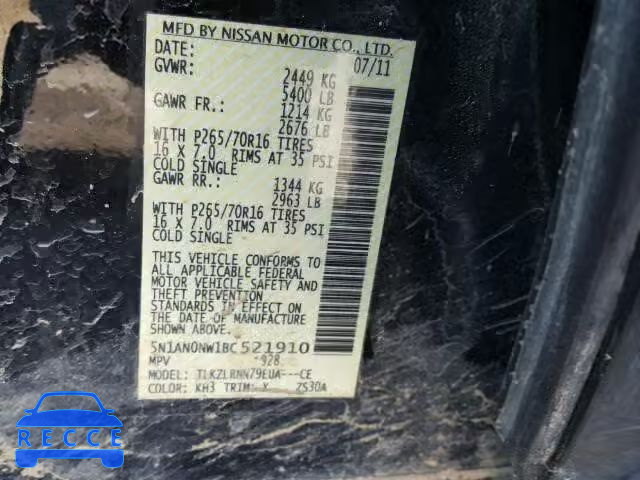 MFD BY NISSAN MOTOR CO., LTD.
DATE: 07/11
GVWR: 2449 KG
5400 LB
GAWR FR.: 1214 KG
2676 LB
WITH P265/70R16 TIRES
16 X 7.0 RIMS AT 35 PSI
COLD SINGLE
GAWR RR.: 1344 KG
2963 LB
WITH P265/70R16 TIRES
16 X 7.0 RIMS AT 35 PSI
COLD SINGLE
THIS VEHICLE CONFORMS TO
ALL APPLICABLE FEDERAL
MOTOR VEHICLE SAFETY AND
THEFT PREVENTION
STANDARDS IN EFFECT ON
THE DATE OF MANUFACTURE
SHOWN ABOVE.
5N1AN0NW1BC521910
MPV *928
MODEL: TLKZLRNN79EUA---CE
COLOR: KH3 TRIM: X ZS30A
RECCE